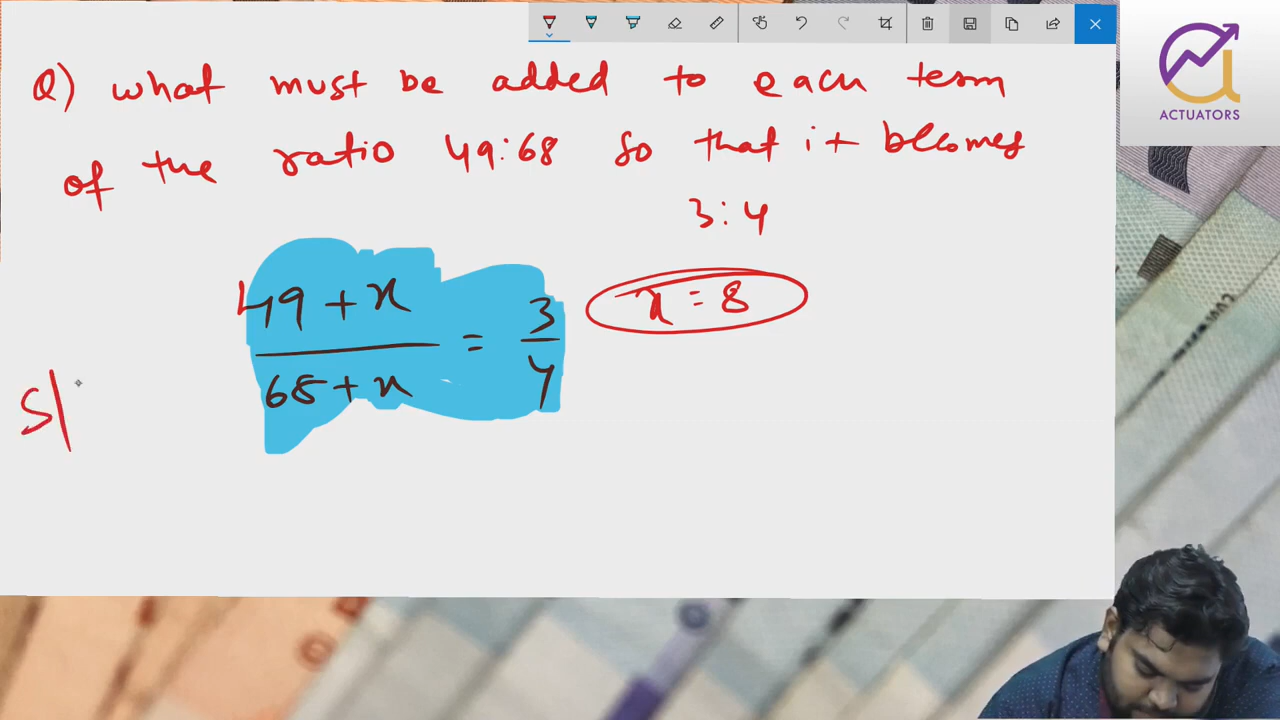 Q) what must be added to each term
of the ratio 49:68 so that it becomes
3:4
49+x
68+x
=
3
4
x=8
S|
ACTUATORS